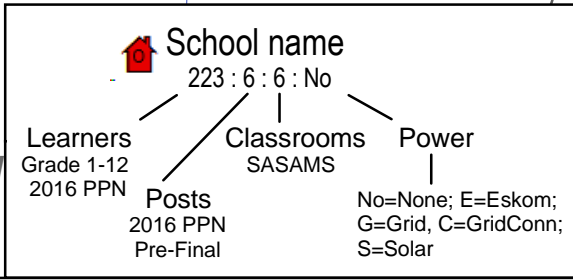 School name
O
223 : 6 : 6 : No
Learners
Grade 1-12
2016 PPN
Posts
2016 PPN
Pre-Final
Classrooms
SASAMS
Power
No=None; E=Eskom;
G=Grid, C=GridConn;
S=Solar